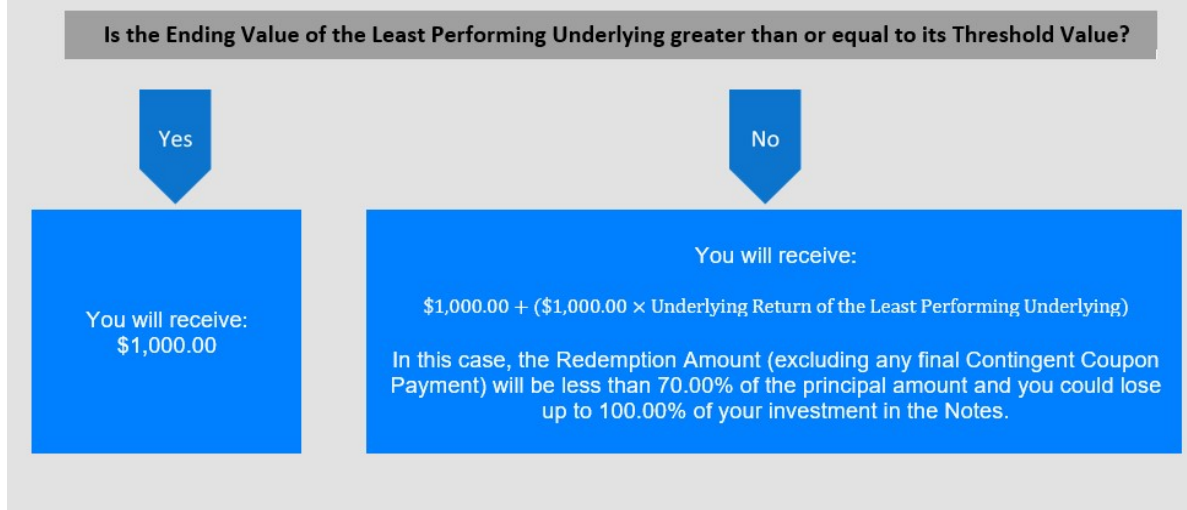 Is the Ending Value of the Least Performing Underlying greater than or equal to its Threshold Value?
Yes
No
You will receive:
$1,000.00
You will receive:
$1,000.00 + ($1,000.00 × Underlying Return of the Least Performing Underlying)
In this case, the Redemption Amount (excluding any final Contingent Coupon
Payment) will be less than 70.00% of the principal amount and you could lose
up to 100.00% of your investment in the Notes.